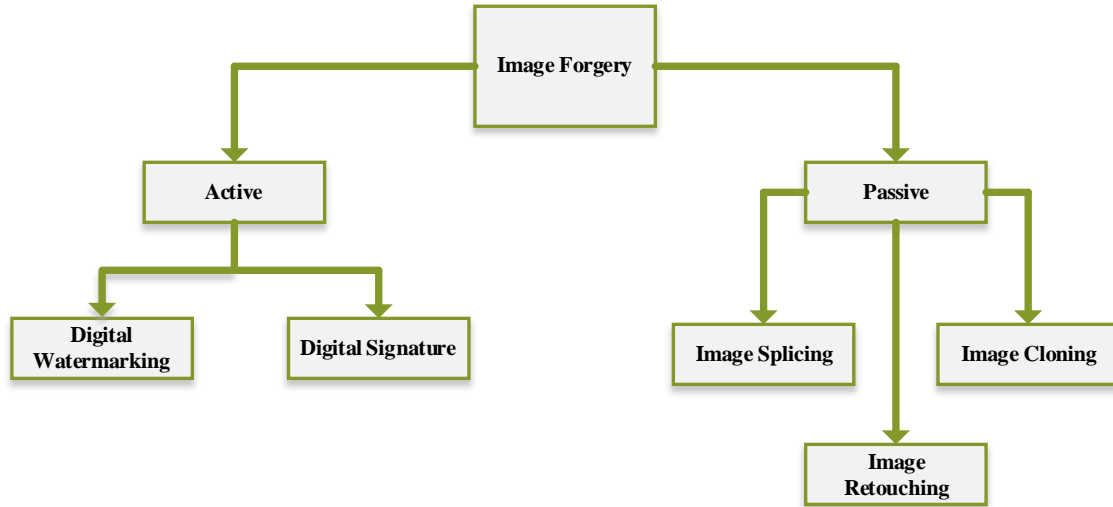 Image Forgery
Active
Passive
Digital
Watermarking
Digital Signature
Image Splicing
Image Cloning
Image
Retouching